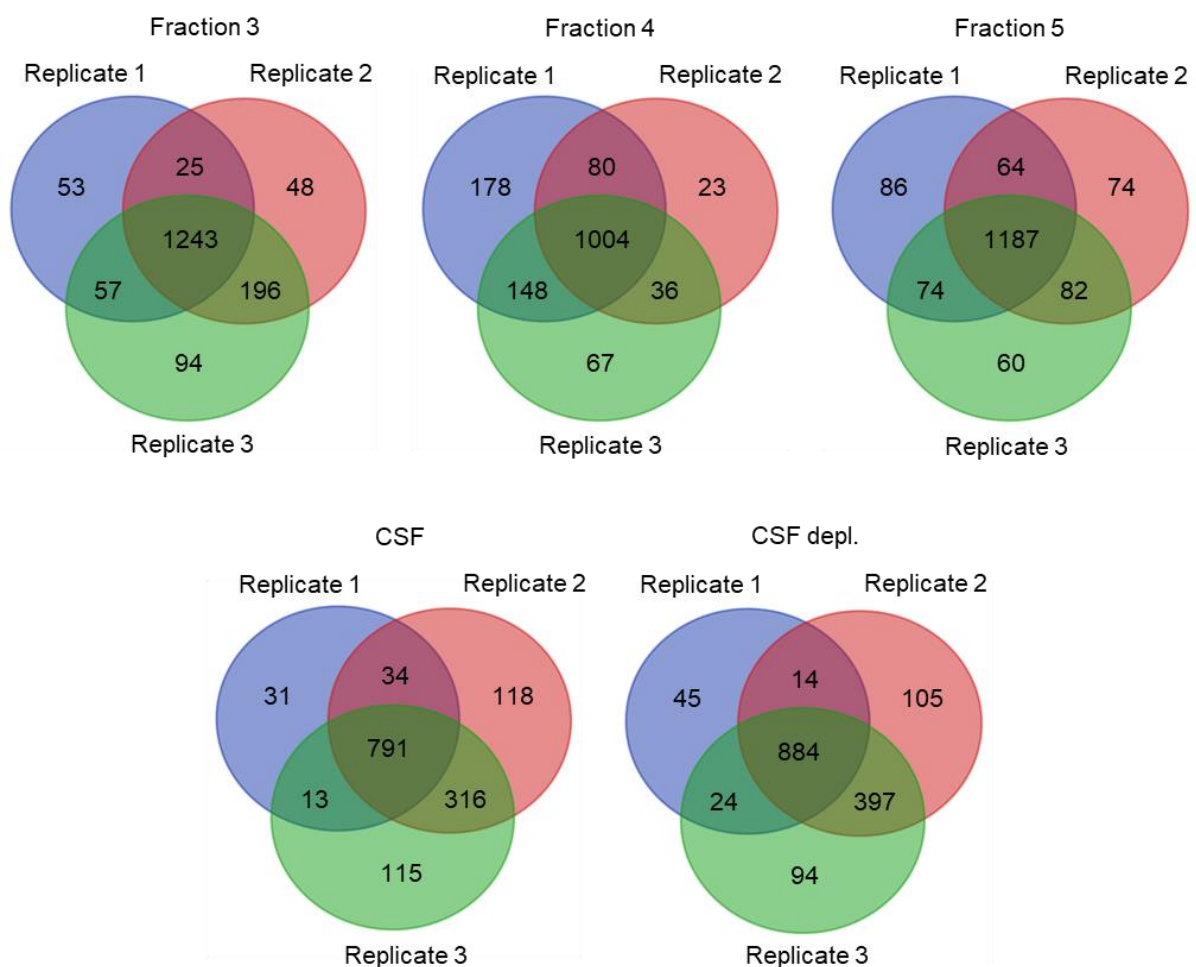 Fraction 3
Fraction 4
Fraction 5
Replicate 1
Replicate 2
Replicate 1
Replicate 2
Replicate 1
Replicate 2
53
25
48
1243
57
196
94
Replicate 3
178
80
23
1004
148
36
67
Replicate 3
86
64
74
1187
74
82
60
Replicate 3
CSF
CSF depl.
Replicate 1
Replicate 2
Replicate 1
Replicate 2
31
34
118
791
13
316
115
Replicate 3
45
14
105
884
24
397
94
Replicate 3